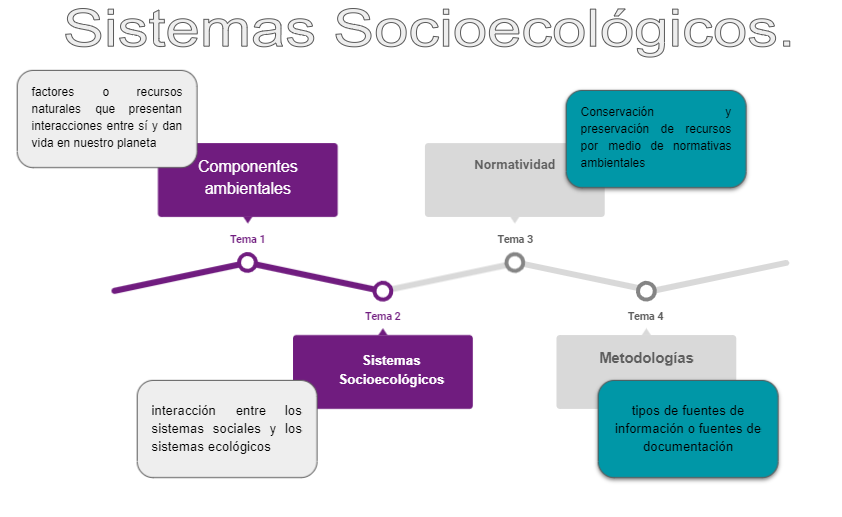 Sistemas Socioecológicos.
factores o recursos
naturales que presentan
interacciones entre sí y dan
vida en nuestro planeta
Componentes
ambientales
Tema 1
Conservación y
preservación de recursos
por medio de normativas
ambientales
Normatividad
Tema 3
Tema 2
Sistemas
Socioecológicos
interacción entre los
sistemas sociales y los
sistemas ecológicos
Tema 4
Metodologías
tipos de fuentes de
información o fuentes de
documentación